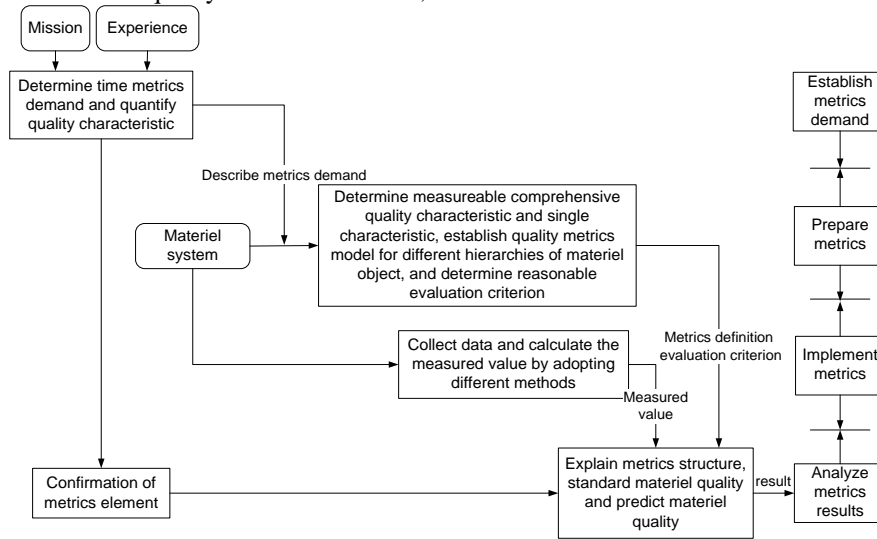 Mission
Experience
Determine time metrics
demand and quantify
quality characteristic
Describe metrics demand
Materiel
system
Determine measureable comprehensive
quality characteristic and single
characteristic, establish quality metrics
model for different hierarchies of materiel
object, and determine reasonable
evaluation criterion
Collect data and calculate the
measured value by adopting
different methods
Metrics definition
evaluation criterion
Measured
value
Confirmation of
metrics element
Explain metrics structure,
standard materiel quality
and predict materiel
quality
result
Establish
metrics
demand
Prepare
metrics
Implement
metrics
Analyze
metrics
results